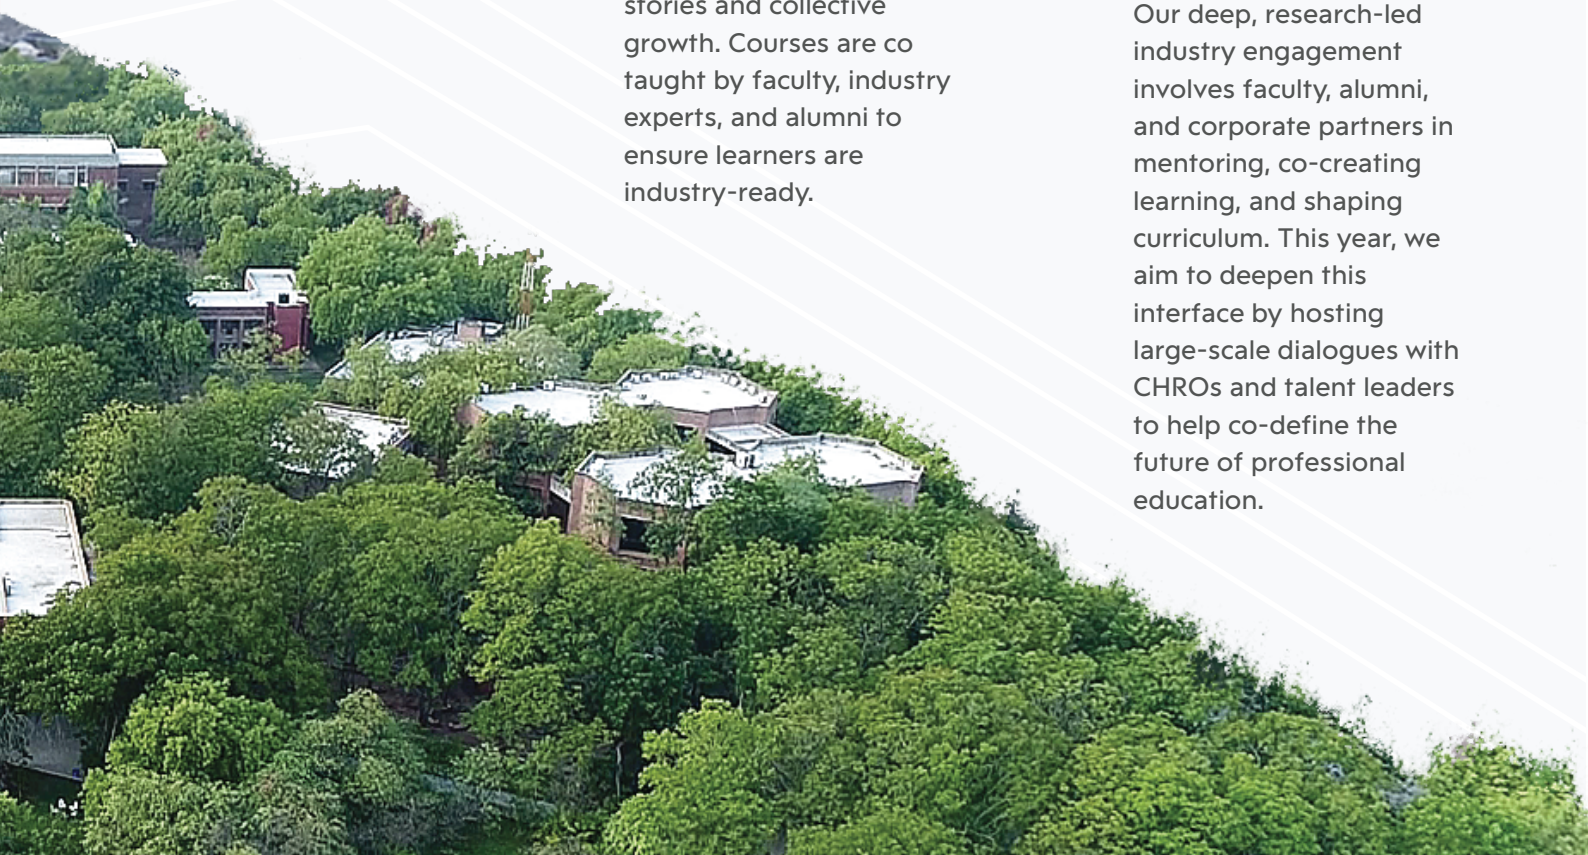 stories and collective
growth. Courses are co
taught by faculty, industry
experts, and alumni to
ensure learners are
industry-ready.
Our deep, research-led
industry engagement
involves faculty, alumni,
and corporate partners in
mentoring, co-creating
learning, and shaping
curriculum. This year, we
aim to deepen this
interface by hosting
large-scale dialogues with
CHROs and talent leaders
to help co-define the
future of professional
education.